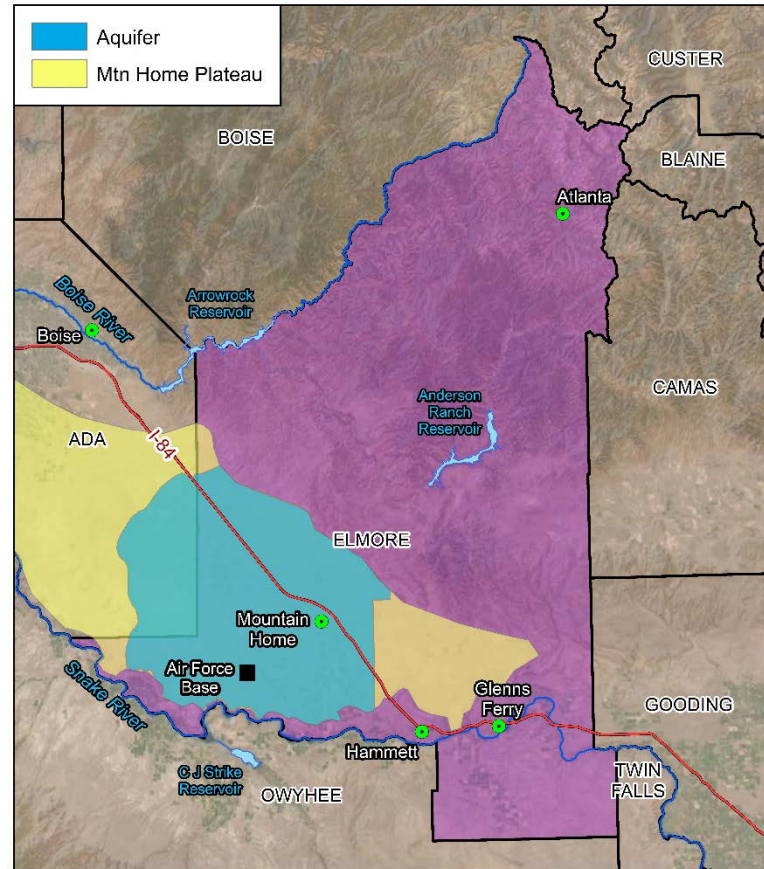 Aquifer
Mtn Home Plateau
CUSTER
BOISE
BLAINE
Atlanta
Boise River
Arrowrock
Reservoir
Boise
CAMAS
Anderson
Ranch
Reservoir
ADA
I-84
ELMORE
Mountain
Home
Air Force
Base
Snake River
Glenns
Ferry
GOODING
Hammett
C J Strike
Reservoir
OWYHEE
TWIN
FALLS